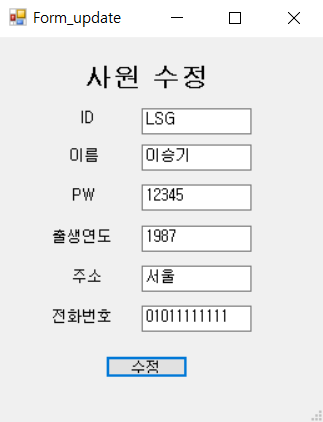 Form_update
사원 수정
ID LSG
이름 이승기
PW 12345
출생연도 1987
주소 서울
전화번호 01011111111
수정